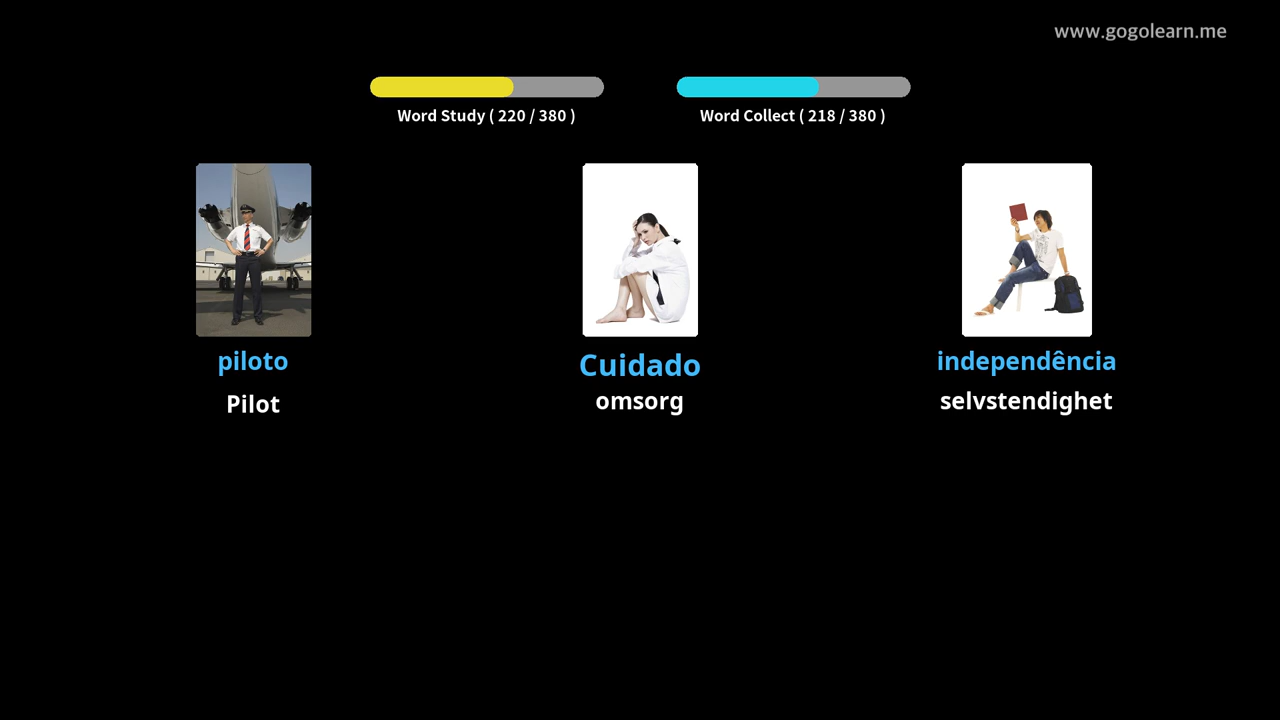 www.gogolearn.me
Word Study ( 220 / 380 )
Word Collect ( 218 / 380 )
piloto
Pilot
Cuidado
omsorg
independência
selvstendighet